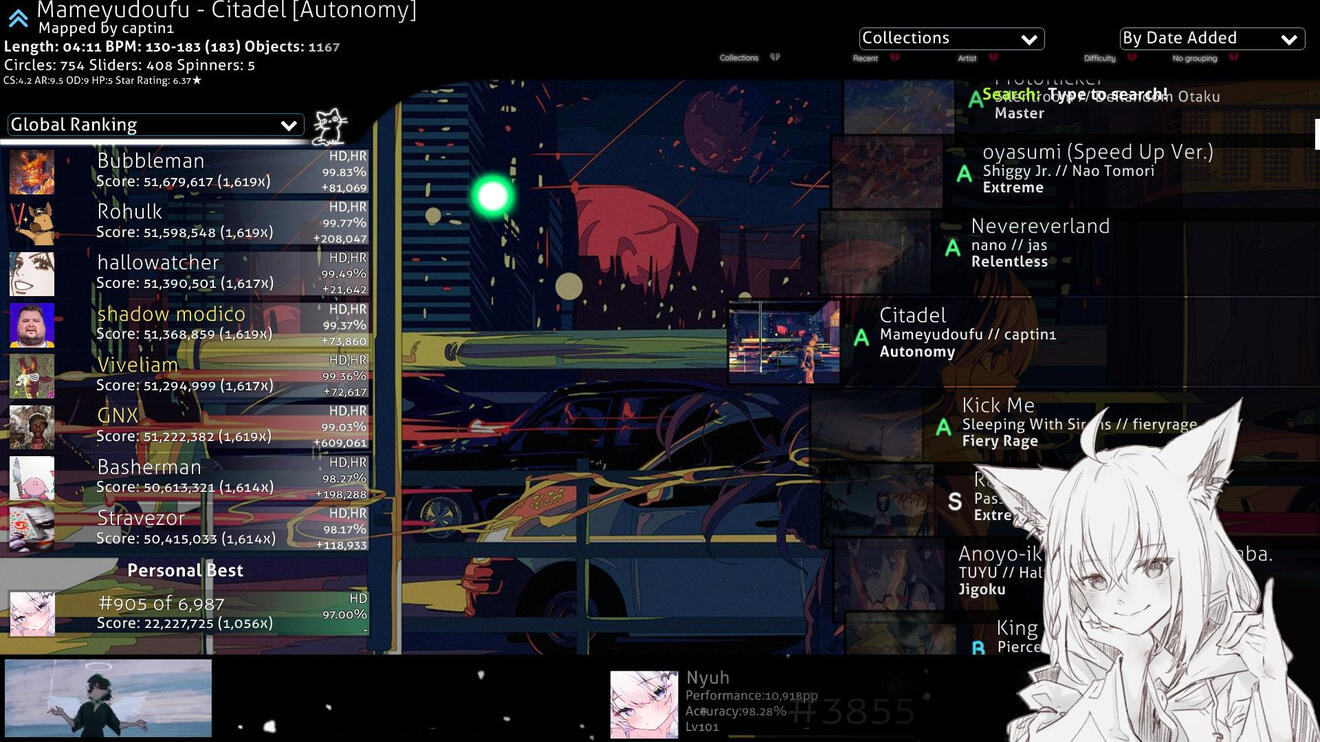 Mameyudoufu - Citadel [Autonomy]
Mapped by captin1
Length: 04:11 BPM: 130-183 (183) Objects: 1167
Circles: 754 Sliders: 408 Spinners: 5
CS:4.2 AR:9.5 OD:9 HP:5 Star Rating: 6.37★
Collections
By Date Added
Collections
Recent
Artist
Difficulty
No grouping
Global Ranking
Search: Type to search!
Otaku
Master
A
Bubbleman
Score: 51,679,617 (1,619x)
HD,HR
99.83%
+81,069
Rohulk
Score: 51,598,548 (1,619x)
HD,HR
99.77%
+208,047
hallowatcher
Score: 51,390,501 (1,617x)
HD,HR
99.49%
+21,642
shadow modico
Score: 51,368,859 (1,619x)
HD,HR
99.37%
+73,860
Viveliam
Score: 51,294,999 (1,617x)
HD,HR
99.36%
+72,617
GNX
Score: 51,222,382 (1,619x)
HD,HR
99.03%
+609,061
Basherman
Score: 50,613,321 (1,614x)
HD,HR
98.27%
+198,288
Stravezor
Score: 50,415,033 (1,614x)
HD,HR
98.17%
+118,933
Personal Best
#905 of 6,987
Score: 22,227,725 (1,056x)
HD
97.00%
-
A
oyasumi (Speed Up Ver.)
Shiggy Jr. // Nao Tomori
Extreme
A
Nevereverland
nano // jas
Relentless
A
Citadel
Mameyudoufu // captin1
Autonomy
A
Kick Me
Sleeping With Sirens // fieryrage
Fiery Rage
S
Anoyo-ik
TUYU //
Jigoku
B
King
Pierce
Nyuh
Performance:10,918pp
Accuracy:98.28%
Lv101
#3855